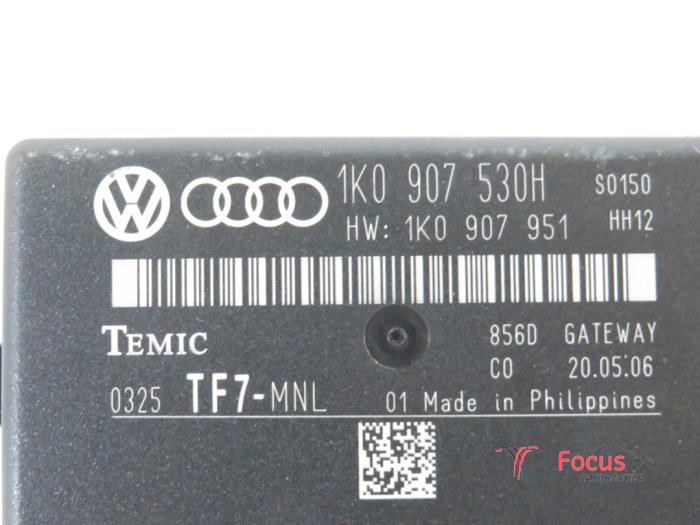 1K0 907 530H S0150
HW: 1K0 907 951 HH12
TEMIC 856D GATEWAY
C0 20.05.06
0325 TF7-MNL 01 Made in Philippines
Focus
AUTOMOTIVE